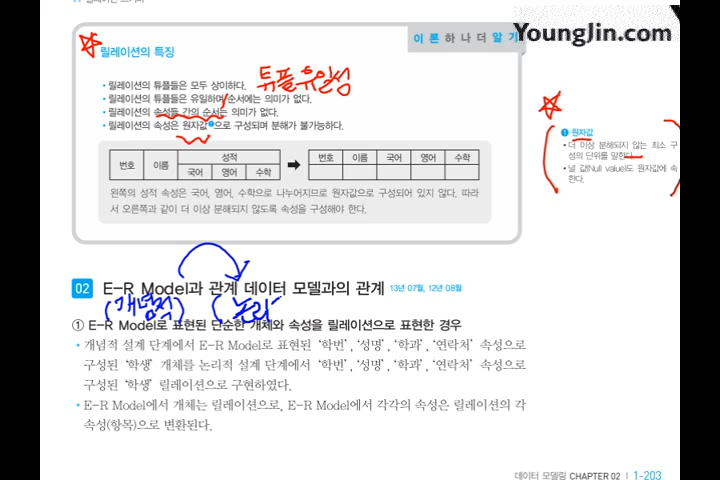 YoungJin.com
이론 하나 더 알기
릴레이션의 특징
• 릴레이션의 튜플들은 모두 상이하다.
튜플유일성
• 릴레이션의 튜플들은 유일하며 순서에는 의미가 없다.
• 릴레이션의 속성들 간의 순서는 의미가 없다.
• 릴레이션의 속성은 원자값❶으로 구성되며 분해가 불가능하다.
번호 이름 성적 국어 영어 수학
번호 이름 국어 영어 수학
왼쪽의 성적 속성은 국어, 영어, 수학으로 나누어지므로 원자값으로 구성되어 있지 않다. 따라
서 오른쪽과 같이 더 이상 분해되지 않도록 속성을 구성해야 한다.
❶ 원자값
• 더 이상 분해되지 않는 최소 구
성의 단위를 말한다.
• 널 값(Null value)도 원자값에 속
한다.
02 E-R Model과 관계 데이터 모델과의 관계 13년 07월, 12년 08월
(개념적) (논리
① E-R Model로 표현된 단순한 개체와 속성을 릴레이션으로 표현한 경우
• 개념적 설계 단계에서 E-R Model로 표현된 '학번', '성명', '학과', '연락처' 속성으로
구성된 '학생' 개체를 논리적 설계 단계에서 '학번', '성명', '학과', '연락처' 속성으로
구성된 '학생' 릴레이션으로 구현하였다.
• E-R Model에서 개체는 릴레이션으로, E-R Model에서 각각의 속성은 릴레이션의 각
속성(항목)으로 변환된다.
데이터 모델링 CHAPTER 02 | 1-203